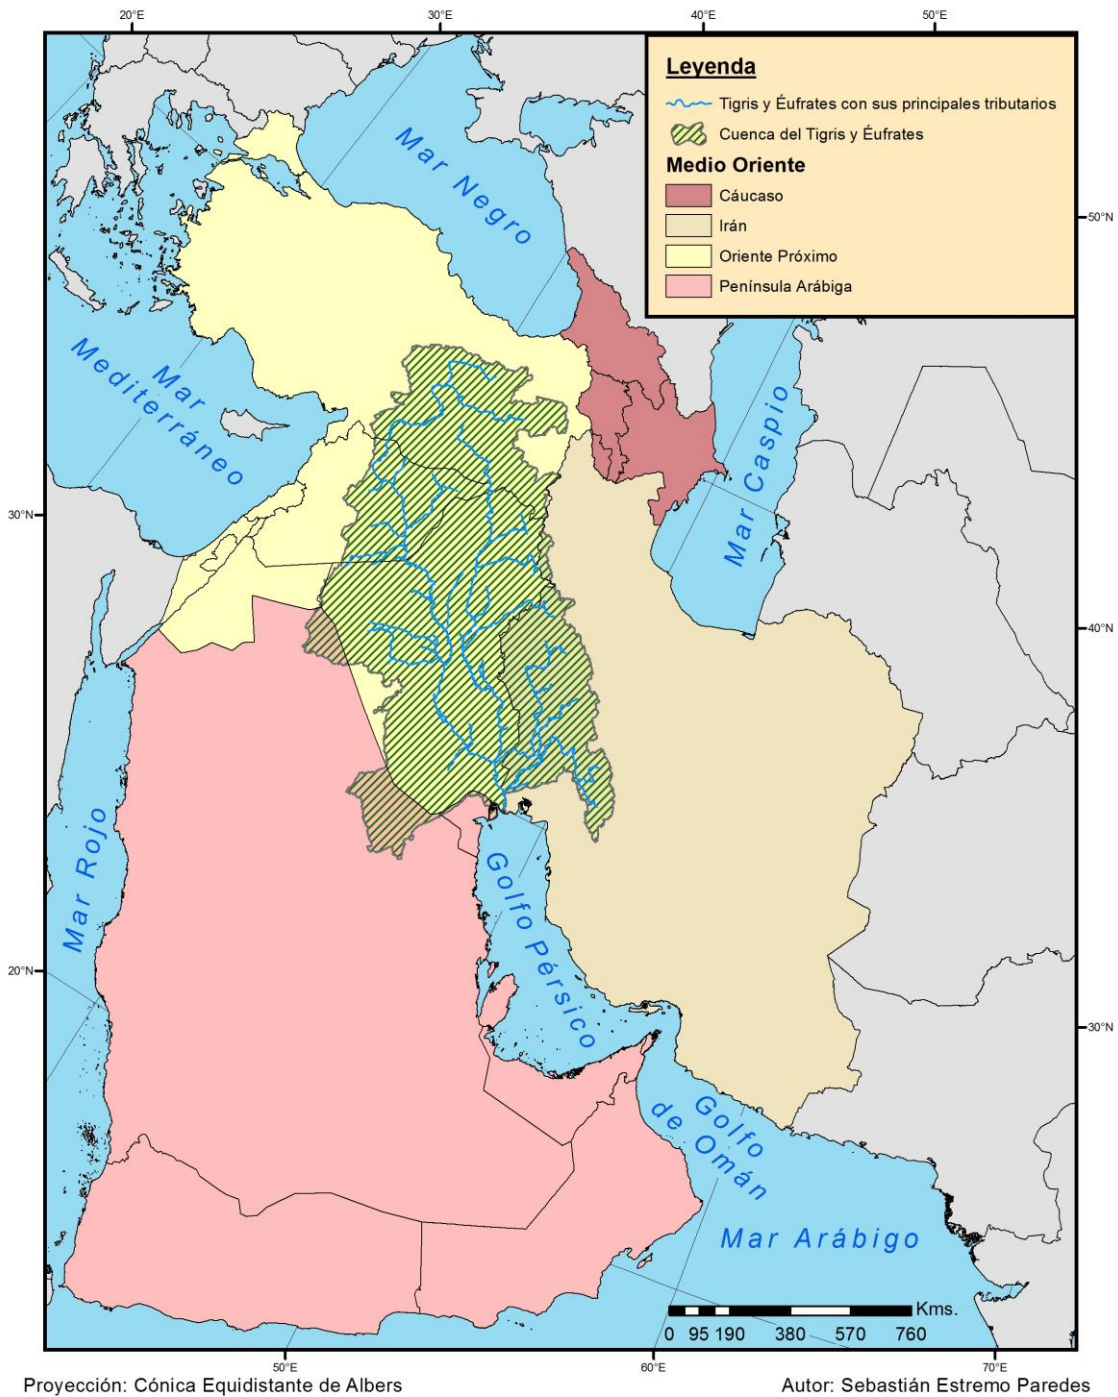 20°E
30°E
40°E
50°E
Leyenda
Tigris y Éufrates con sus principales tributarios
Cuenca del Tigris y Éufrates
Medio Oriente
Cáucaso
Irán
Oriente Próximo
Península Arábiga
Mar Negro
50°N
Mar
Mediterráneo
Mar Caspio
30°N
40°N
Mar Rojo
Golfo Pérsico
20°N
30°N
Golfo
de Omán
Mar Arábigo
Kms.
0 95 190 380 570 760
50°E
60°E
70°E
Proyección: Cónica Equidistante de Albers
Autor: Sebastián Estremo Paredes